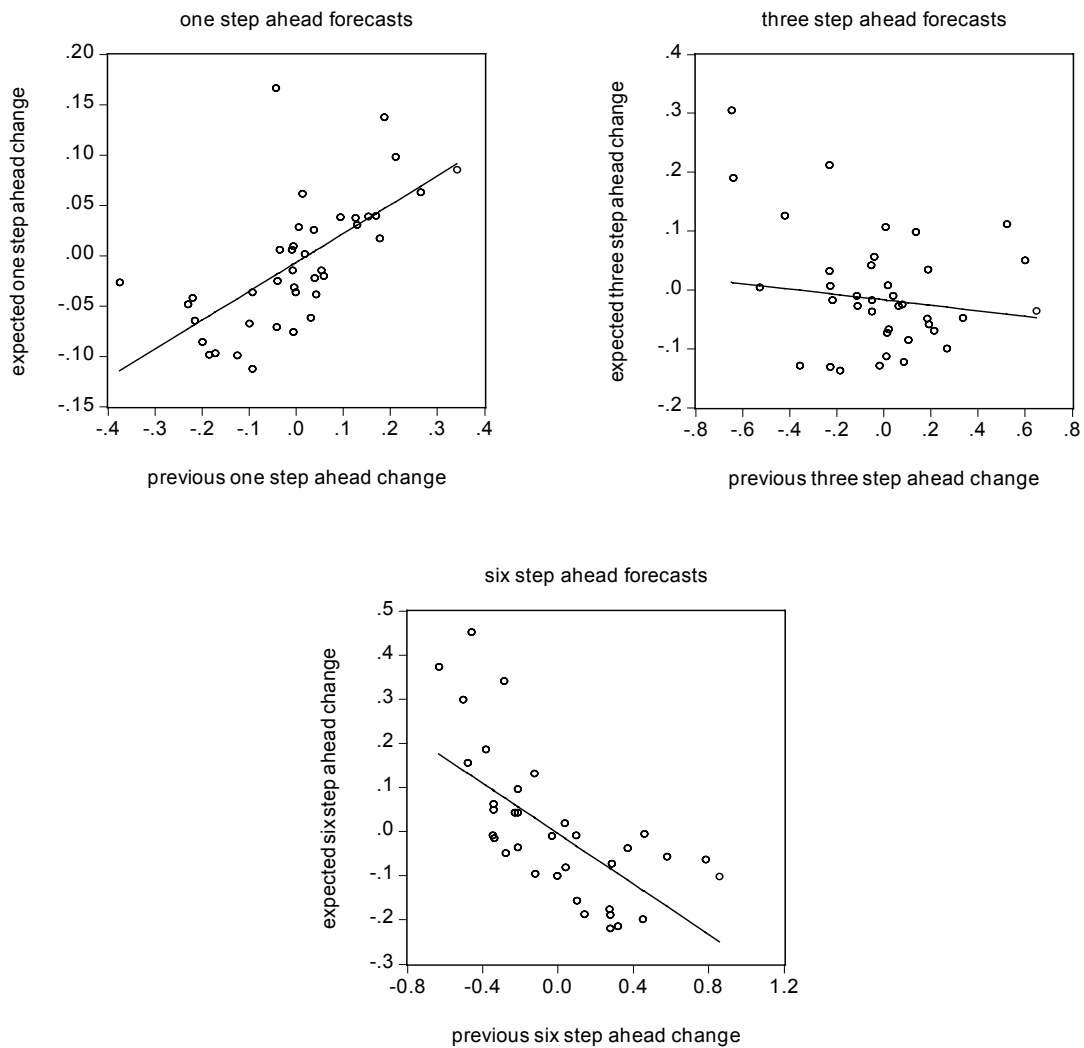 one step ahead forecasts
.20
.15
.10
.05
.00
-.05
-.10
-.15
expected one step ahead change
-.4 -.3 -.2 -.1 .0 .1 .2 .3 .4
previous one step ahead change
three step ahead forecasts
.4
.3
.2
.1
.0
-.1
-.2
expected three step ahead change
-.8 -.6 -.4 -.2 .0 .2 .4 .6 .8
previous three step ahead change
six step ahead forecasts
.5
.4
.3
.2
.1
.0
-.1
-.2
-.3
expected six step ahead change
-0.8 -0.4 0.0 0.4 0.8 1.2
previous six step ahead change